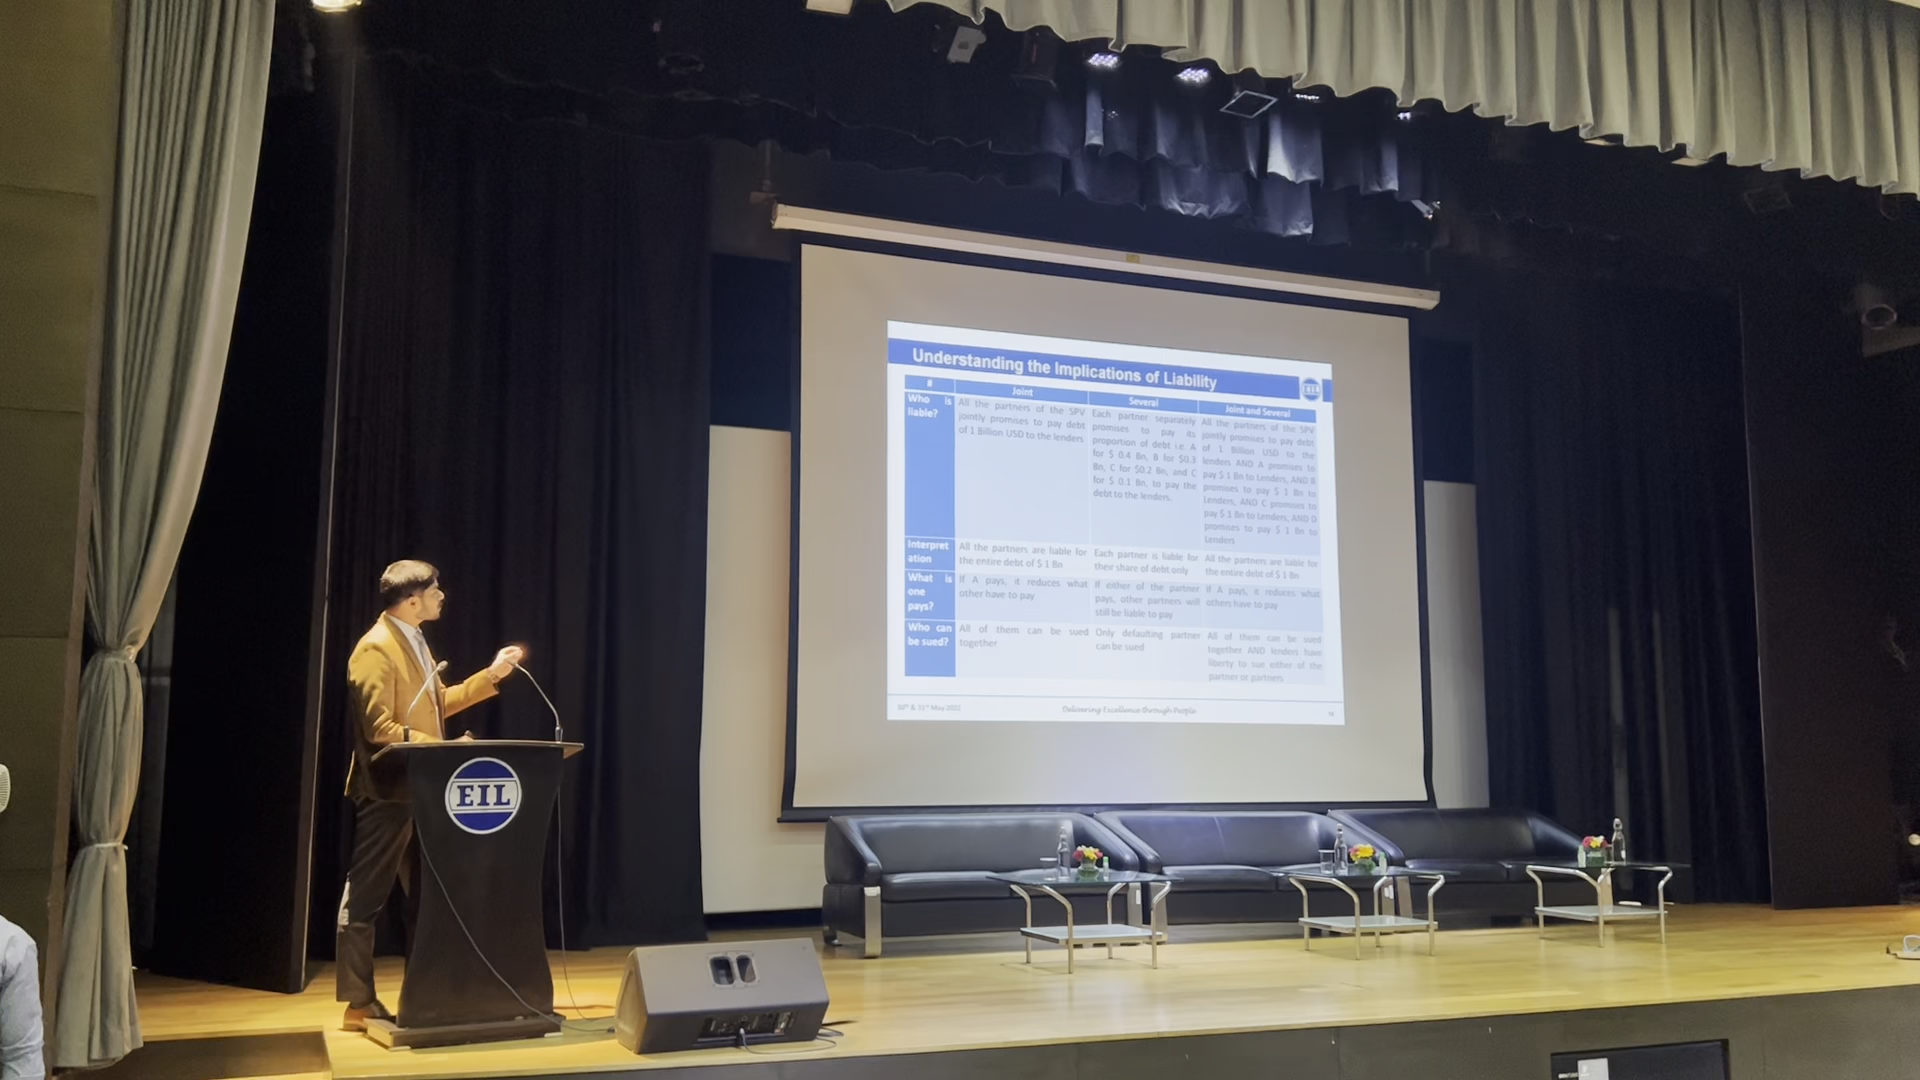 Understanding the Implications of Liability
#
Joint
Several
Joint and Several
Who is
liable?
All the partners of the SPV
jointly promises to pay debt
of 1 Billion USD to the lenders
Each partner separately
promises to pay its
proportion of debt i.e. A
for $ 0.4 Bn, B for $0.3
Bn, C for $0.2 Bn, and C
for $ 0.1 Bn, to pay the
debt to the lenders.
All the partners of the SPV
jointly promises to pay debt
of 1 Billion USD to the
lenders AND A promises to
pay $ 1 Bn to Lenders, AND B
promises to pay $ 1 Bn to
Lenders, AND C promises to
pay $ 1 Bn to Lenders, AND D
promises to pay $ 1 Bn to
Lenders
Interpret
ation
All the partners are liable for
the entire debt of $ 1 Bn
Each partner is liable for
their share of debt only
All the partners are liable for
the entire debt of $ 1 Bn
What is
one
pays?
If A pays, it reduces what
other have to pay
If either of the partner
pays, other partners will
still be liable to pay
If A pays, it reduces what
others have to pay
Who can
be sued?
All of them can be sued
together
Only defaulting partner
can be sued
All of them can be sued
together AND lenders have
liberty to sue either of the
partner or partners
30th & 31st May 2022
Delivering Excellence through People
EIL